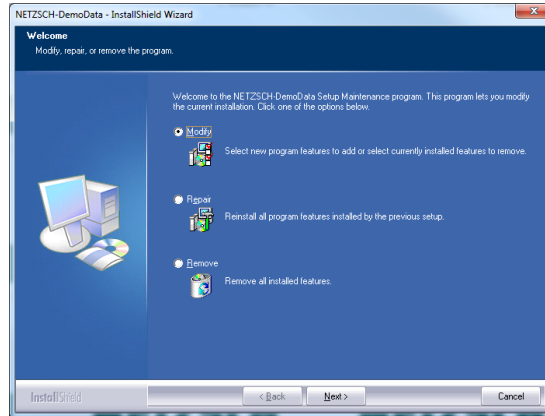 NETZSCH-DemoData - InstallShield Wizard
Welcome
Modify, repair, or remove the program.
Welcome to the NETZSCH-DemoData Setup Maintenance program. This program lets you modify
the current installation. Click one of the options below.
Modify
Select new program features to add or select currently installed features to remove.
Repair
Reinstall all program features installed by the previous setup.
Remove
Remove all installed features.
InstallShield
< Back
Next >
Cancel